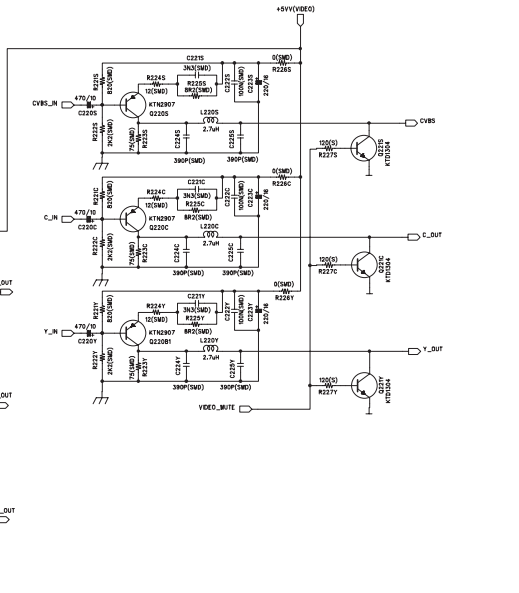 +5VV(VIDEO)
C221S
3N3(SMD)
R224S
12(SMD)
R225S
8R2(SMD)
0(SMD)
R226S
R221S
820(SMD)
C222S
100N(SMD)
C223S
220/16
CVBS_IN
470/10
C220S
KTN2907
Q220S
R222S
2K2(SMD)
75(SMD)
R223S
C224S
L220S
2.7uH
C225S
390P(SMD)
390P(SMD)
CVBS
120(S)
R227S
Q221S
KTD1304
0(SMD)
R226C
C221C
3N3(SMD)
R224C
12(SMD)
R225C
8R2(SMD)
R221C
820(SMD)
C222C
100N(SMD)
C223C
220/16
C_IN
470/10
C220C
KTN2907
Q220C
R222C
2K2(SMD)
75(SMD)
R223C
C224C
L220C
2.7uH
C225C
390P(SMD)
390P(SMD)
C_OUT
120(S)
R227C
Q221C
KTD1304
0(SMD)
R226Y
C221Y
3N3(SMD)
R224Y
12(SMD)
R225Y
8R2(SMD)
R221Y
820(SMD)
C222Y
100N(SMD)
C223Y
220/16
Y_IN
470/10
C220Y
KTN2907
Q220B1
R222Y
2K2(SMD)
75(SMD)
R223Y
C224Y
L220Y
2.7uH
C225Y
390P(SMD)
390P(SMD)
Y_OUT
120(S)
R227Y
Q221Y
KTD1304
VIDEO_MUTE
OUT
OUT
_OUT